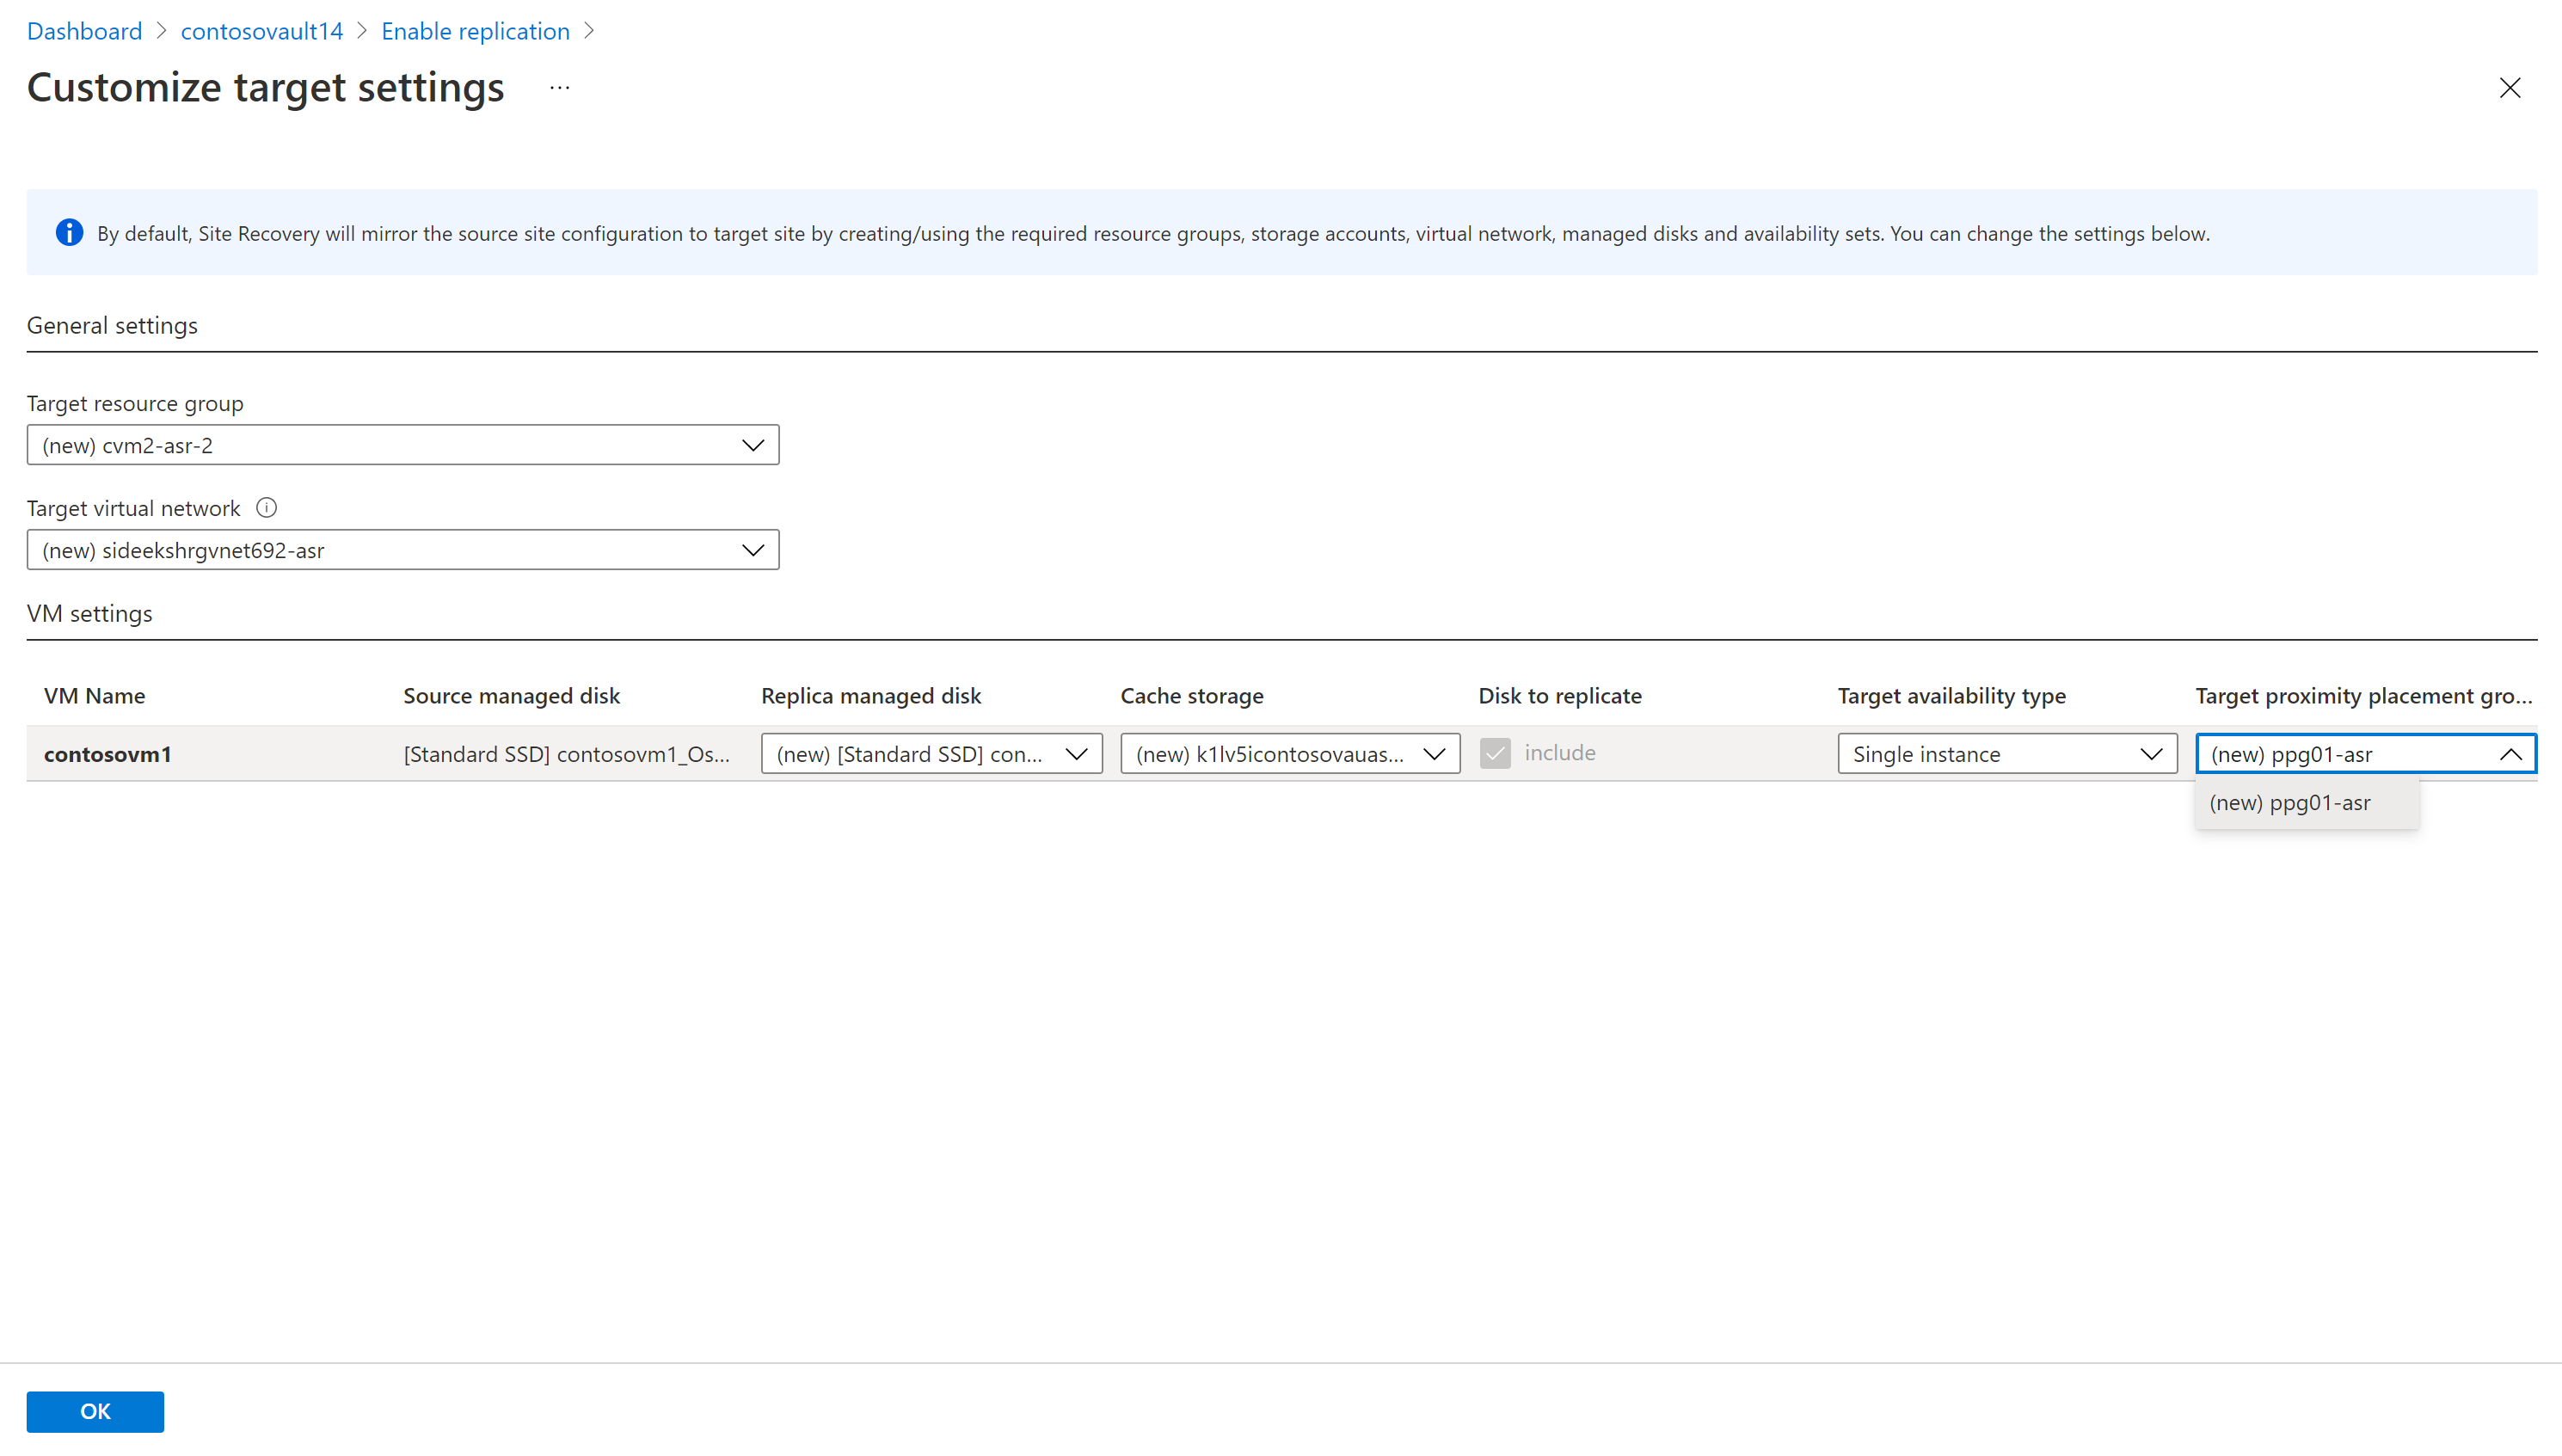 Dashboard > contosovault14 > Enable replication >
Customize target settings ...
By default, Site Recovery will mirror the source site configuration to target site by creating/using the required resource groups, storage accounts, virtual network, managed disks and availability sets. You can change the settings below.
General settings
Target resource group
(new) cvm2-asr-2
Target virtual network
(new) sideekshrgvnet692-asr
VM settings
VM Name Source managed disk Replica managed disk Cache storage Disk to replicate Target availability type Target proximity placement gro...
contosovm1 [Standard SSD] contosovm1_Os... (new) [Standard SSD] con... (new) k1lv5icontosovauas... include Single instance (new) ppg01-asr
(new) ppg01-asr
OK